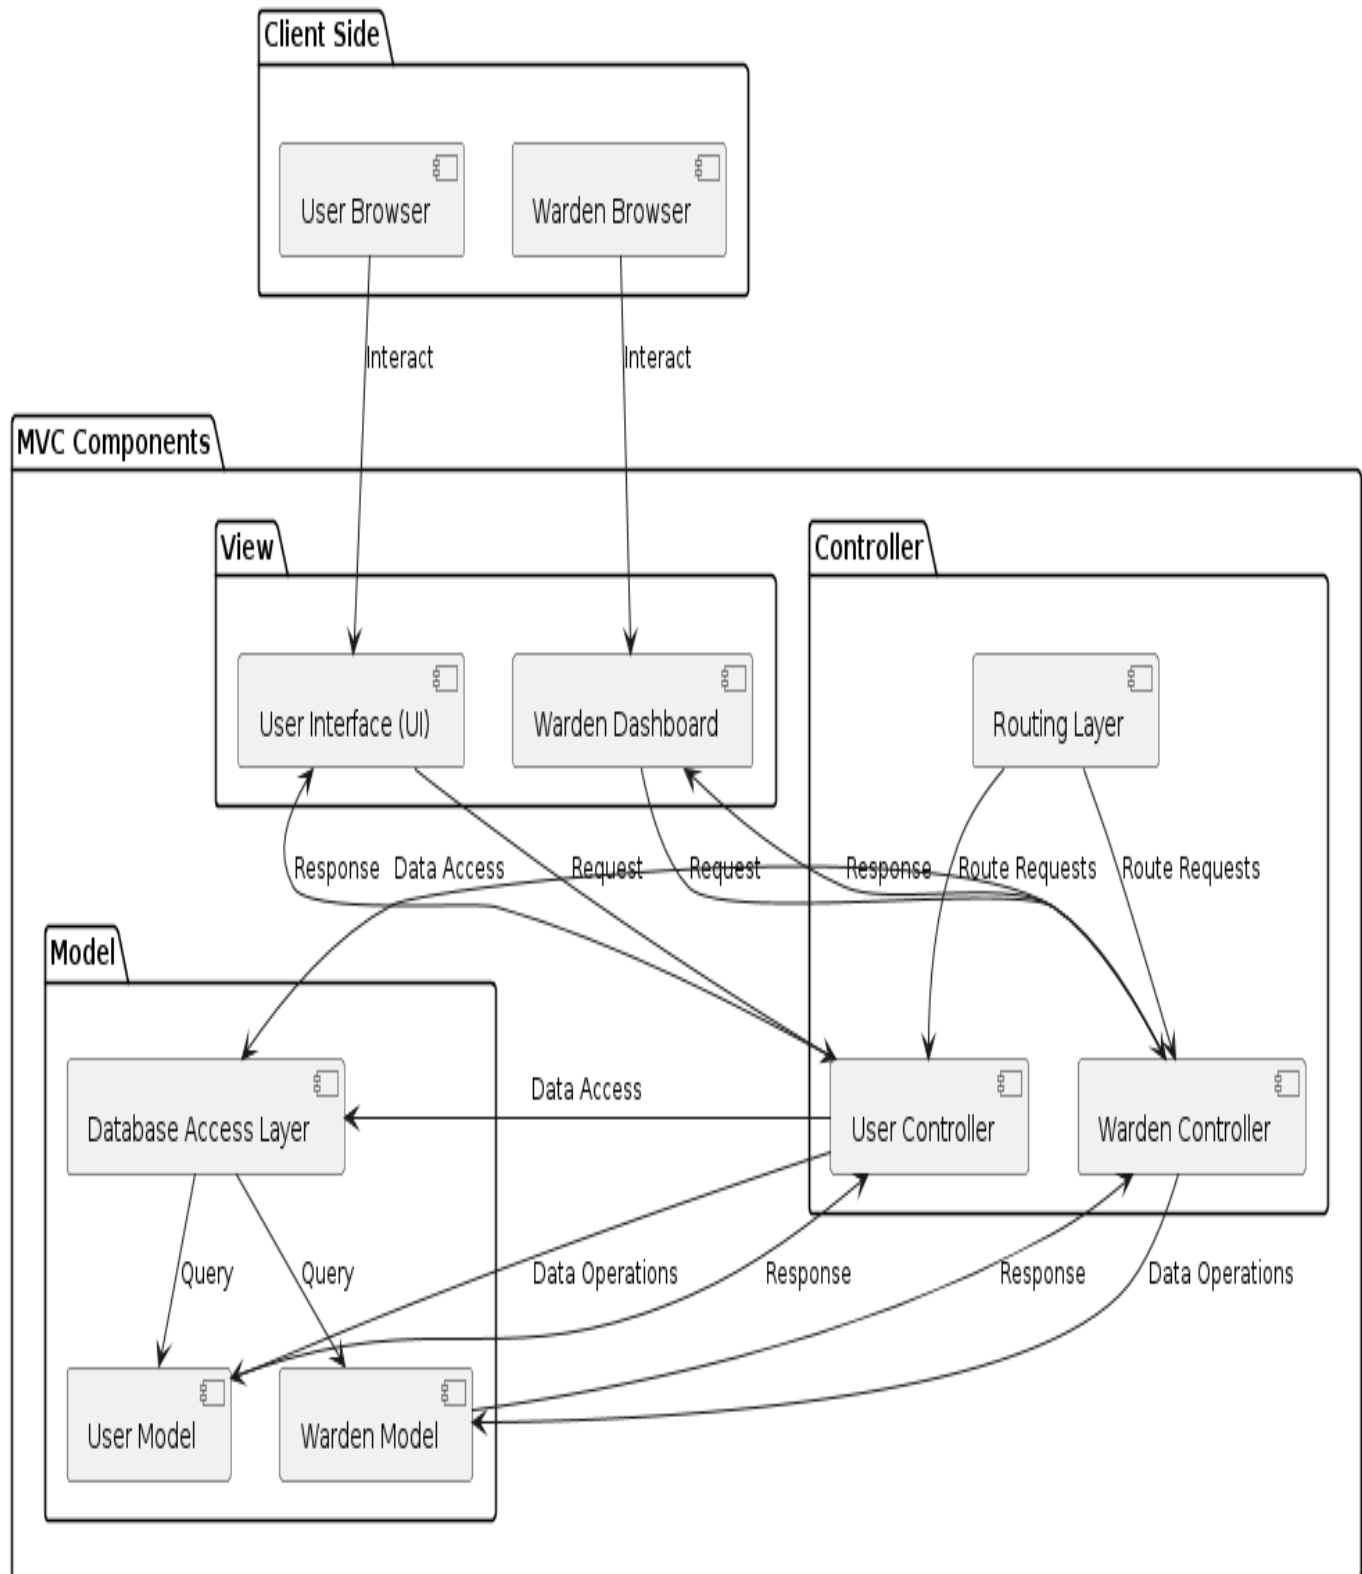 Client Side
User Browser
Warden Browser
Interact
Interact
MVC Components
View
Controller
User Interface (UI)
Warden Dashboard
Routing Layer
Response
Data Access
Request
Request
Response
Route Requests
Route Requests
Model
Data Access
Database Access Layer
User Controller
Warden Controller
Query
Query
Data Operations
Response
Response
Data Operations
User Model
Warden Model